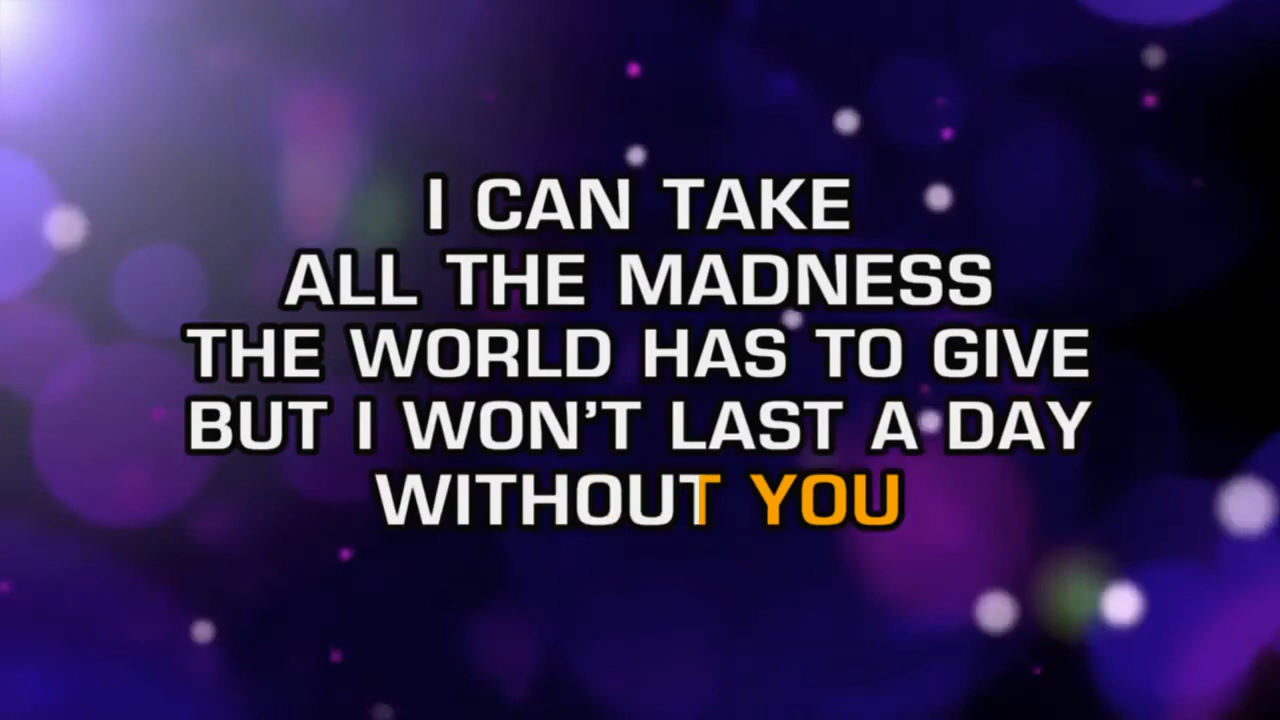 I CAN TAKE
ALL THE MADNESS
THE WORLD HAS TO GIVE
BUT I WON’T LAST A DAY
WITHOUT YOU